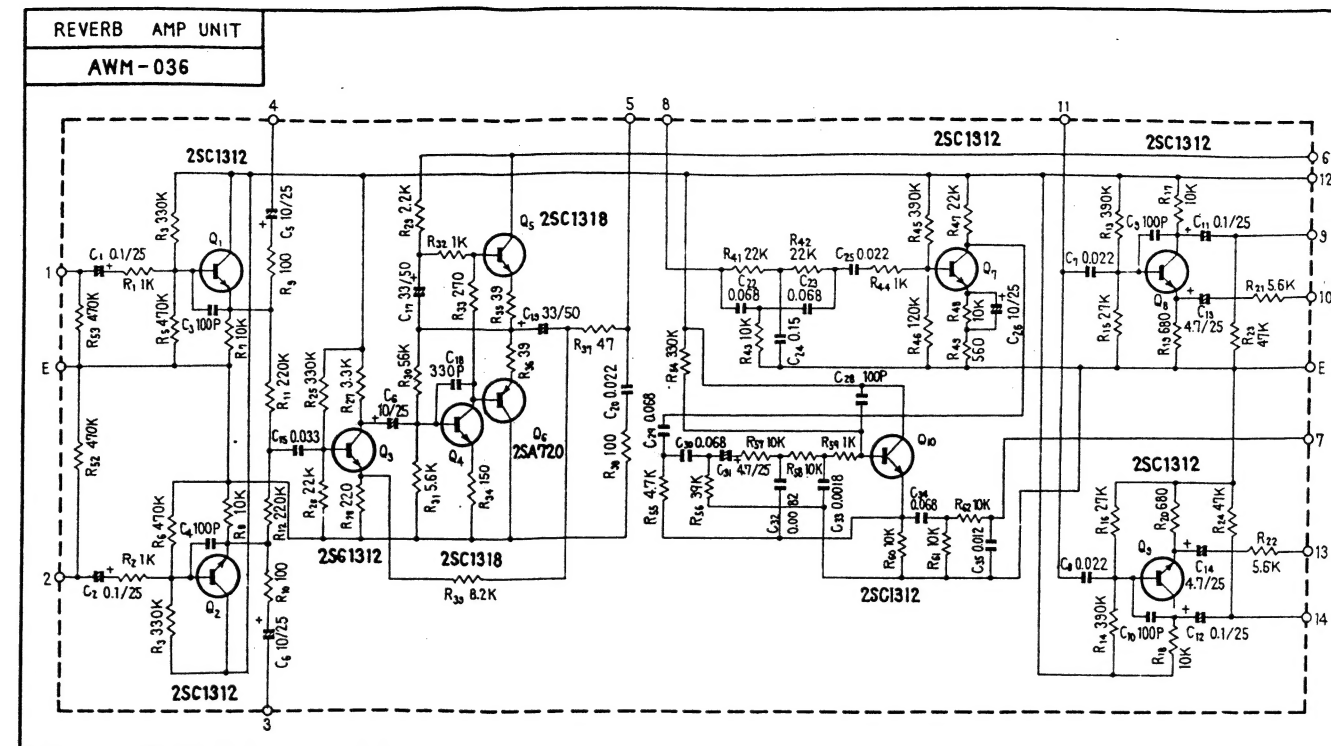 REVERB AMP UNIT
AWM-036
4
5
8
11
2SC1312
2SC1312
2SC1312
6
12
9
10
E
7
13
14
1
E
2
3
C1 0.1/25
R1 1K
R3 330K
Q1
C5 10/25
R9 100
R53 470K
R5 470K
C3 100P
R7 10K
R11 220K
R52 470K
R6 470K
C4 100P
R8 10K
R12 220K
R2 1K
C2 0.1/25
Q2
R10 100
R3 330K
C6 10/25
2SC1312
R25 330K
R27 3.3K
C15 0.033
Q3
R26 22K
R28 220
2SG1312
C6 10/25
R29 2.2K
R32 1K
Q5
2SC1318
C17 33/50
R33 270
R35 39
C19 33/50
R37 47
R30 56K
C18 330P
39
R36
Q4
Q6
2SA720
R31 5.6K
R34 150
2SC1318
R39 8.2K
C20 0.022
R38 100
R41 22K
R42 22K
C22 0.068
C23 0.068
C25 0.022
R44 1K
R43 10K
C24 0.15
R45 390K
R47 22K
Q7
R46 120K
R48 10K
C26 10/25
R49 560
R64 330K
C28 100P
C29 0.068
C30 0.068
C31 4.7/25
R57 10K
R58 10K
R59 1K
Q10
R55 4.7K
R56 39K
C32 0.0082
C33 0.0018
C34 0.068
R62 10K
R60 10K
R61 10K
C35 0.012
2SC1312
R13 390K
C9 100P
R17 10K
C11 0.1/25
C7 0.022
Q8
R15 27K
R19 680
C13 4.7/25
R21 5.6K
R23 47K
2SC1312
R16 27K
R20 680
R24 47K
Q9
C14 4.7/25
R22 5.6K
C8 0.022
R14 390K
C10 100P
R18 10K
C12 0.1/25